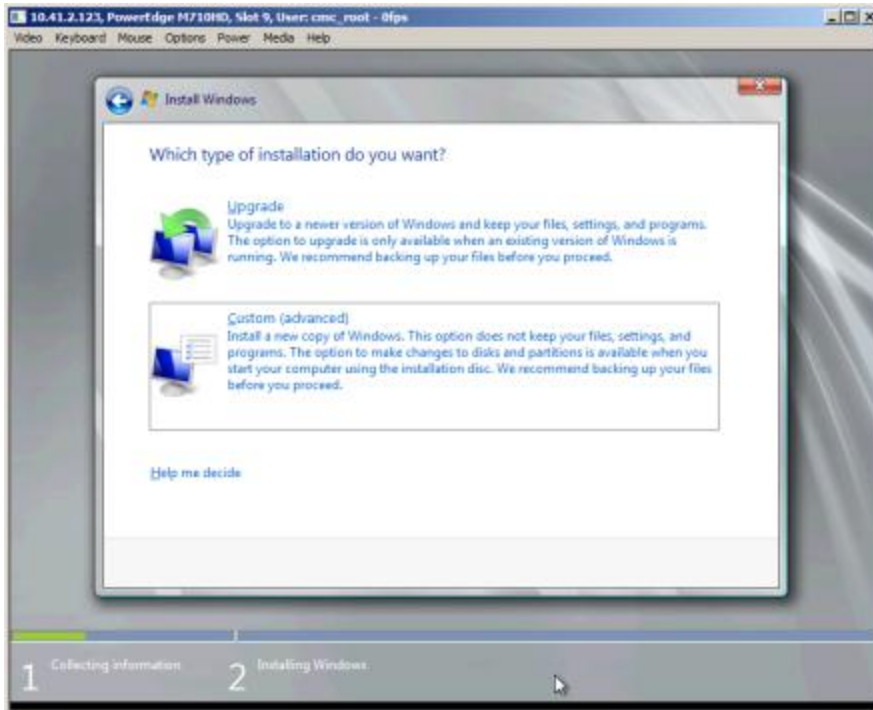 10.41.2.123, PowerEdge M710HD, Slot 9, User: cmc_root - 0fps
Video Keyboard Mouse Options Power Media Help
Install Windows
Which type of installation do you want?
Upgrade
Upgrade to a newer version of Windows and keep your files, settings, and programs.
The option to upgrade is only available when an existing version of Windows is
running. We recommend backing up your files before you proceed.
Custom (advanced)
Install a new copy of Windows. This option does not keep your files, settings, and
programs. The option to make changes to disks and partitions is available when you
start your computer using the installation disc. We recommend backing up your files
before you proceed.
Help me decide
1 Collecting information 2 Installing Windows